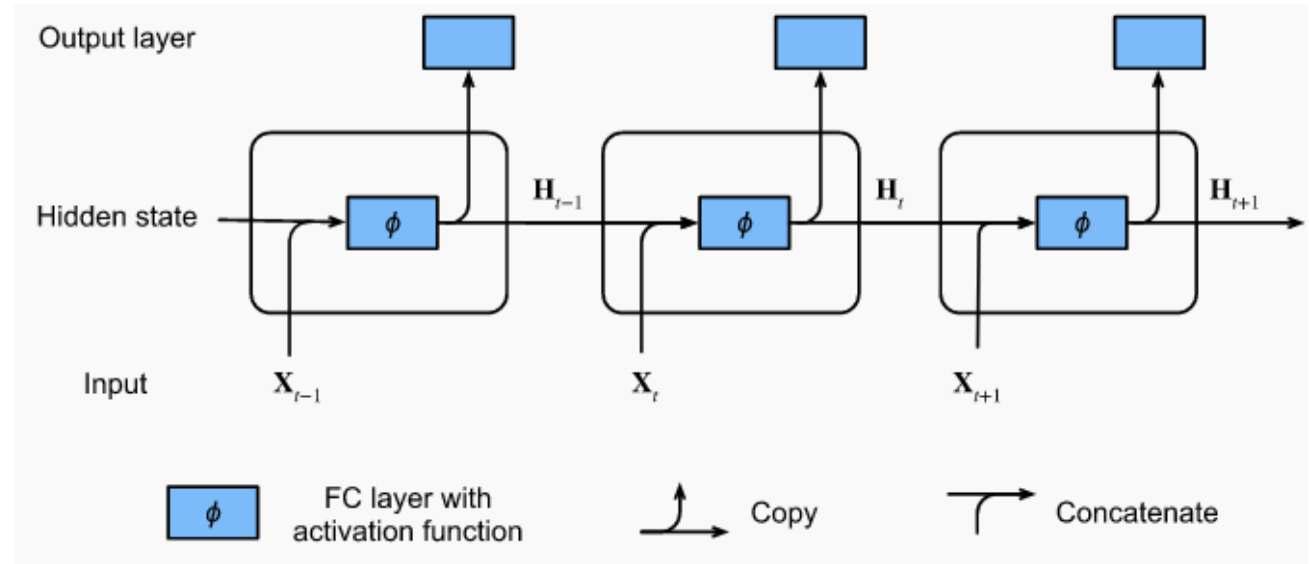 Output layer
Hidden state
ϕ
H_{t−1}
ϕ
H_t
ϕ
H_{t+1}
Input
X_{t−1}
X_t
X_{t+1}
ϕ
FC layer with
activation function
Copy
Concatenate